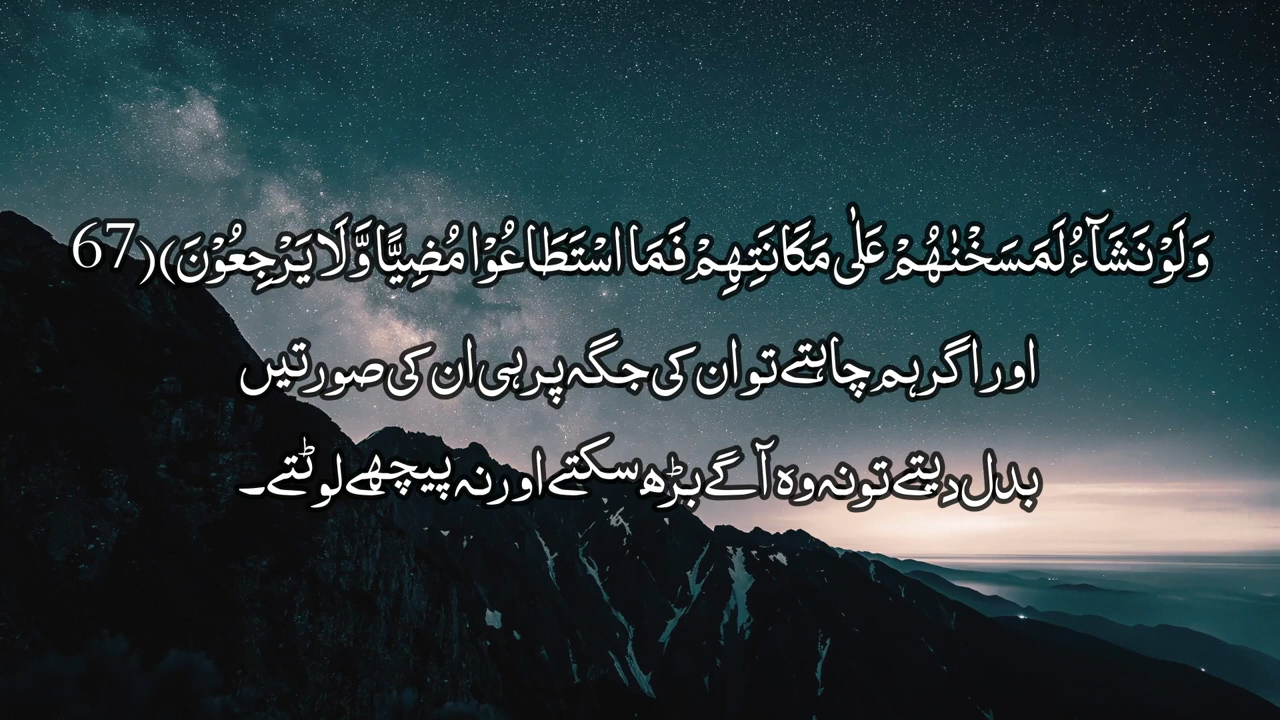 وَلَوْ نَشَآءُ لَمَسَخْنٰهُمْ عَلٰى مَكَانَتِهِمْ فَمَا اسْتَطَاعُوْا مُضِیًّا وَّ لَا یَرْجِعُوْنَ)(67
اور اگر ہم چاہتے تو ان کی جگہ پر ہی ان کی صورتیں
بدل دیتے تو نہ وہ آگے بڑھ سکتے اور نہ پیچھے لوٹتے۔